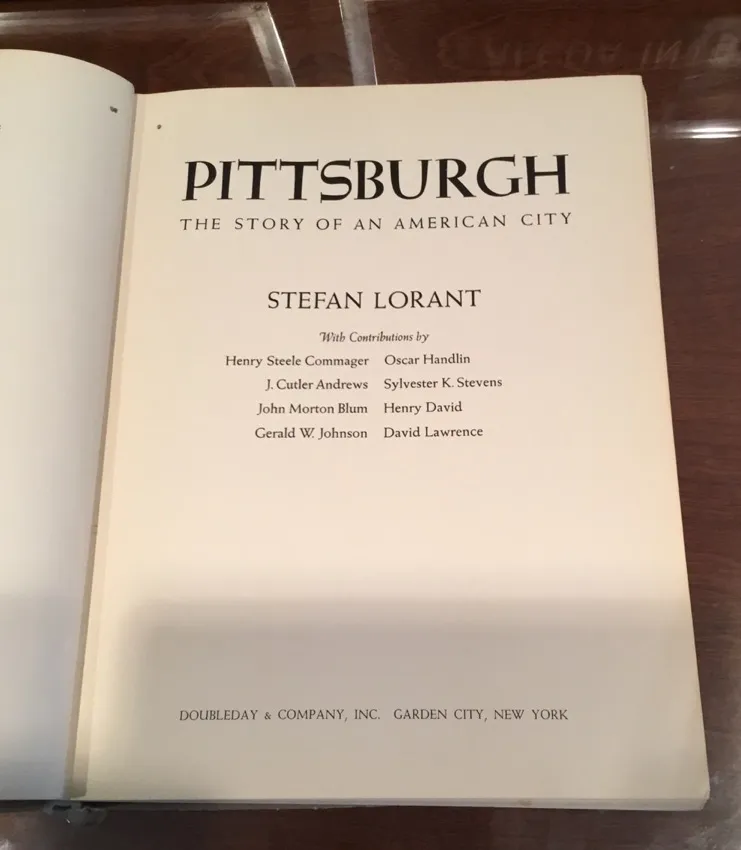 PITTSBURGH
THE STORY OF AN AMERICAN CITY
STEFAN LORANT
With Contributions by
Henry Steele Commager Oscar Handlin
J. Cutler Andrews Sylvester K. Stevens
John Morton Blum Henry David
Gerald W. Johnson David Lawrence
DOUBLEDAY & COMPANY, INC. GARDEN CITY, NEW YORK